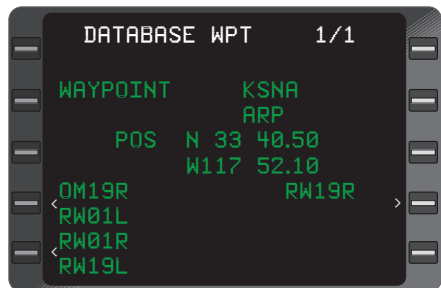 DATABASE WPT 1/1
WAYPOINT KSNA
ARP
POS N 33 40.50
W117 52.10
OM19R RW19R
RW01L
RW01R
RW19L